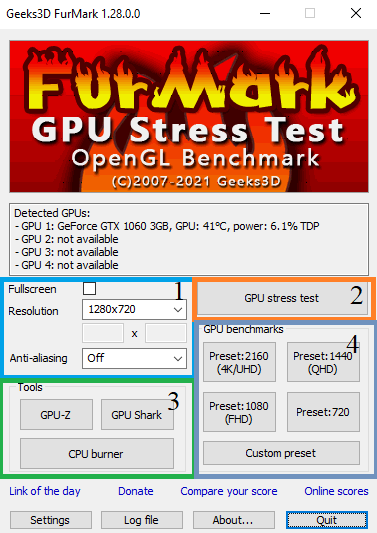 Geeks3D FurMark 1.28.0.0
FurMark
GPU Stress Test
OpenGL Benchmark
(C)2007-2021 Geeks3D
Detected GPUs:
- GPU 1: GeForce GTX 1060 3GB, GPU: 41°C, power: 6.1% TDP
- GPU 2: not available
- GPU 3: not available
- GPU 4: not available
Fullscreen
1
Resolution
1280x720
x
Anti-aliasing
Off
GPU stress test
2
Tools
GPU-Z
GPU Shark
3
CPU burner
GPU benchmarks
4
Preset:2160
(4K/UHD)
Preset:1440
(QHD)
Preset:1080
(FHD)
Preset:720
Custom preset
Link of the day
Donate
Compare your score
Online scores
Settings
Log file
About...
Quit